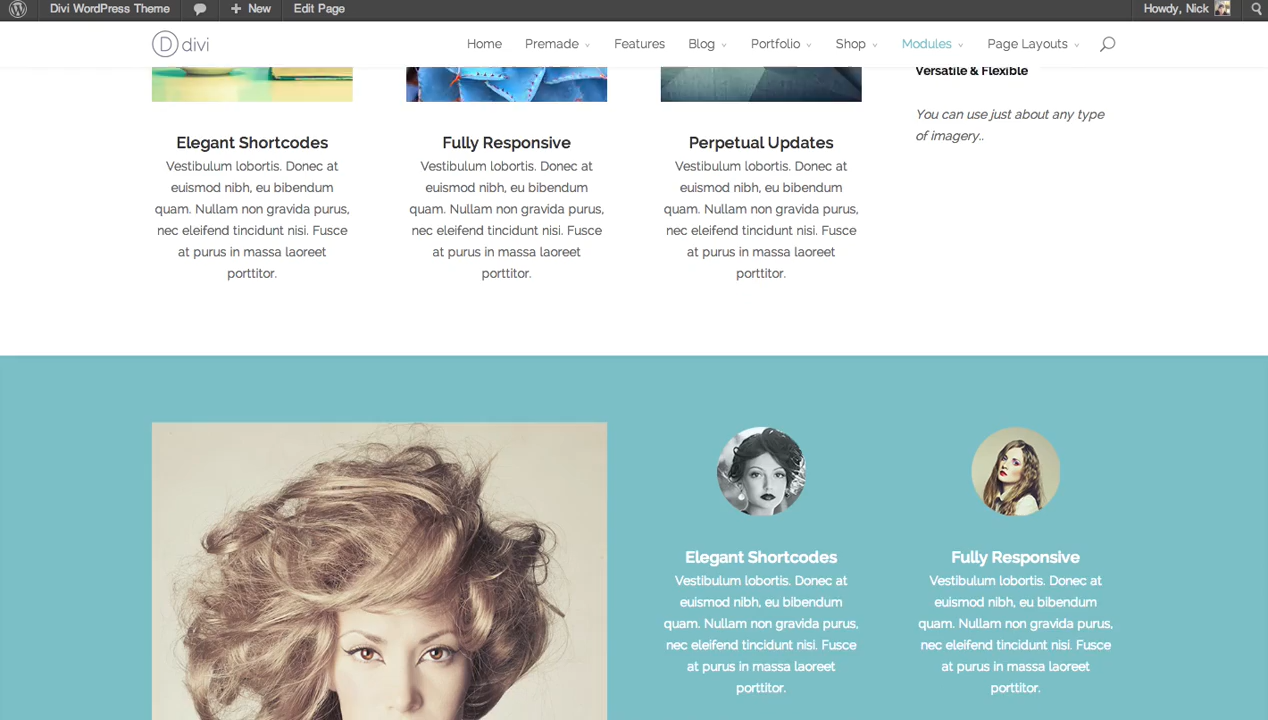 Divi WordPress Theme
New
Edit Page
Howdy, Nick
D divi
Home
Premade
Features
Blog
Portfolio
Shop
Modules
Page Layouts
Versatile & Flexible
You can use just about any type
of imagery..
Elegant Shortcodes
Vestibulum lobortis. Donec at
euismod nibh, eu bibendum
quam. Nullam non gravida purus,
nec eleifend tincidunt nisi. Fusce
at purus in massa laoreet
porttitor.
Fully Responsive
Vestibulum lobortis. Donec at
euismod nibh, eu bibendum
quam. Nullam non gravida purus,
nec eleifend tincidunt nisi. Fusce
at purus in massa laoreet
porttitor.
Perpetual Updates
Vestibulum lobortis. Donec at
euismod nibh, eu bibendum
quam. Nullam non gravida purus,
nec eleifend tincidunt nisi. Fusce
at purus in massa laoreet
porttitor.
Elegant Shortcodes
Vestibulum lobortis. Donec at
euismod nibh, eu bibendum
quam. Nullam non gravida purus,
nec eleifend tincidunt nisi. Fusce
at purus in massa laoreet
porttitor.
Fully Responsive
Vestibulum lobortis. Donec at
euismod nibh, eu bibendum
quam. Nullam non gravida purus,
nec eleifend tincidunt nisi. Fusce
at purus in massa laoreet
porttitor.